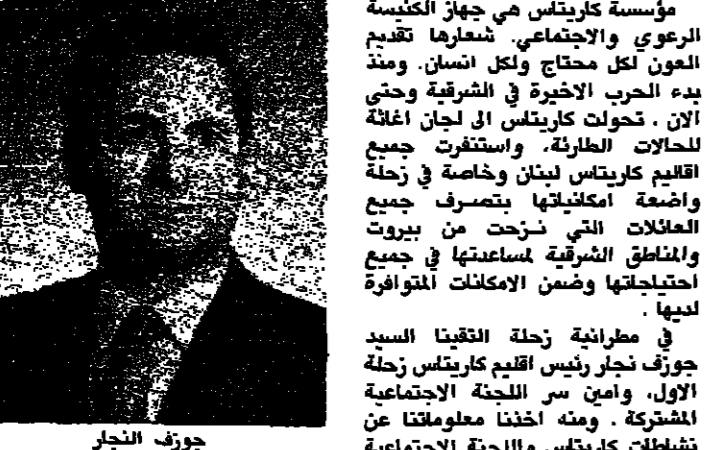 مؤسسة كاريتاس هي جهاز الكنيسة
الرعوي والاجتماعي. شعارها تقديم
العون لكل محتاج ولكل انسان. ومنذ
بدء الحرب الاخيرة في الشرقية وحتى
الان . تحولت كاريتاس الى لجان اغاثة
للحالات الطارئة، واستنفرت جميع
اقاليم كاريتاس لبنان وخاصة في زحلة
واضعة امكانياتها بتصرف جميع
العائلات التي نزحت من بيروت
والمناطق الشرقية لمساعدتها في جميع
احتياجاتها وضمن الامكانات المتوافرة
لديها .
في مطرانية زحلة التقينا السيد
جوزف نجار رئيس اقليم كاريتاس زحلة
الاول، وامين سر اللجنة الاجتماعية
المشتركة . ومنه اخذنا معلوماتنا عن
نشاطات كاريتاس واللجنة الاجتماعية
جوزف النجار